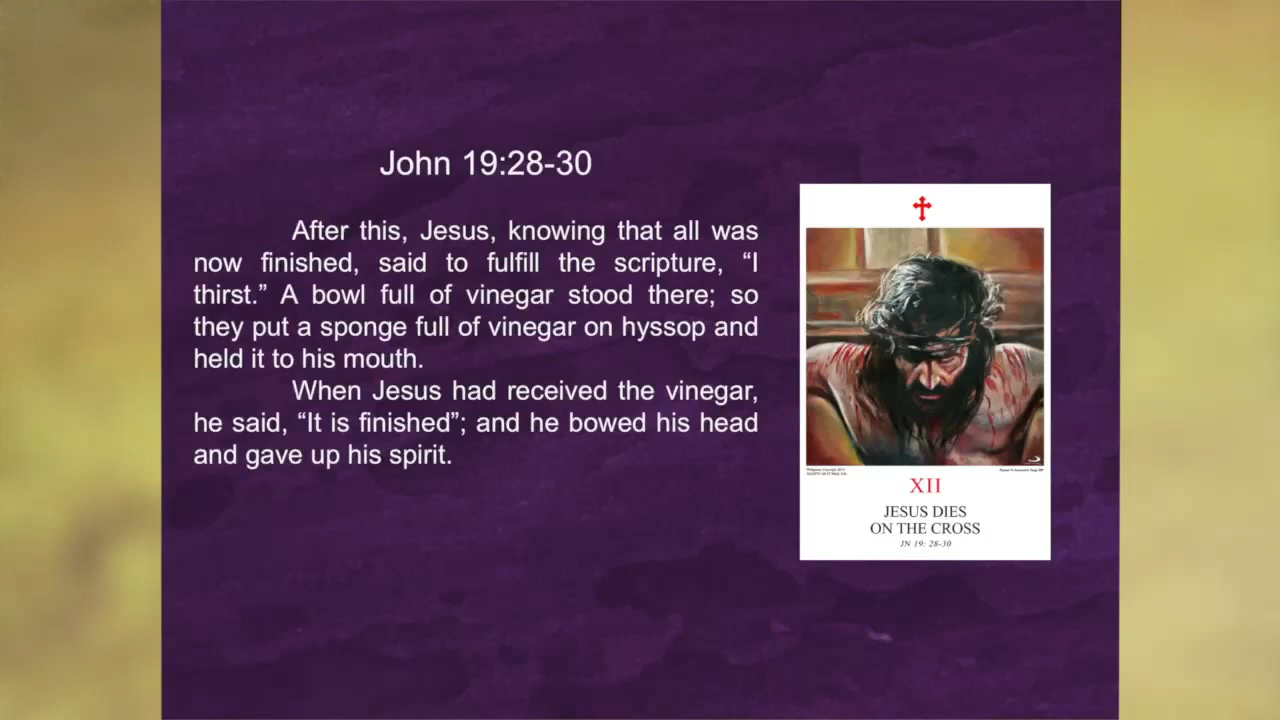 John 19:28-30
After this, Jesus, knowing that all was
now finished, said to fulfill the scripture, “I
thirst.” A bowl full of vinegar stood there; so
they put a sponge full of vinegar on hyssop and
held it to his mouth.
When Jesus had received the vinegar,
he said, “It is finished”; and he bowed his head
and gave up his spirit.
XII
JESUS DIES
ON THE CROSS
JN 19: 28-30